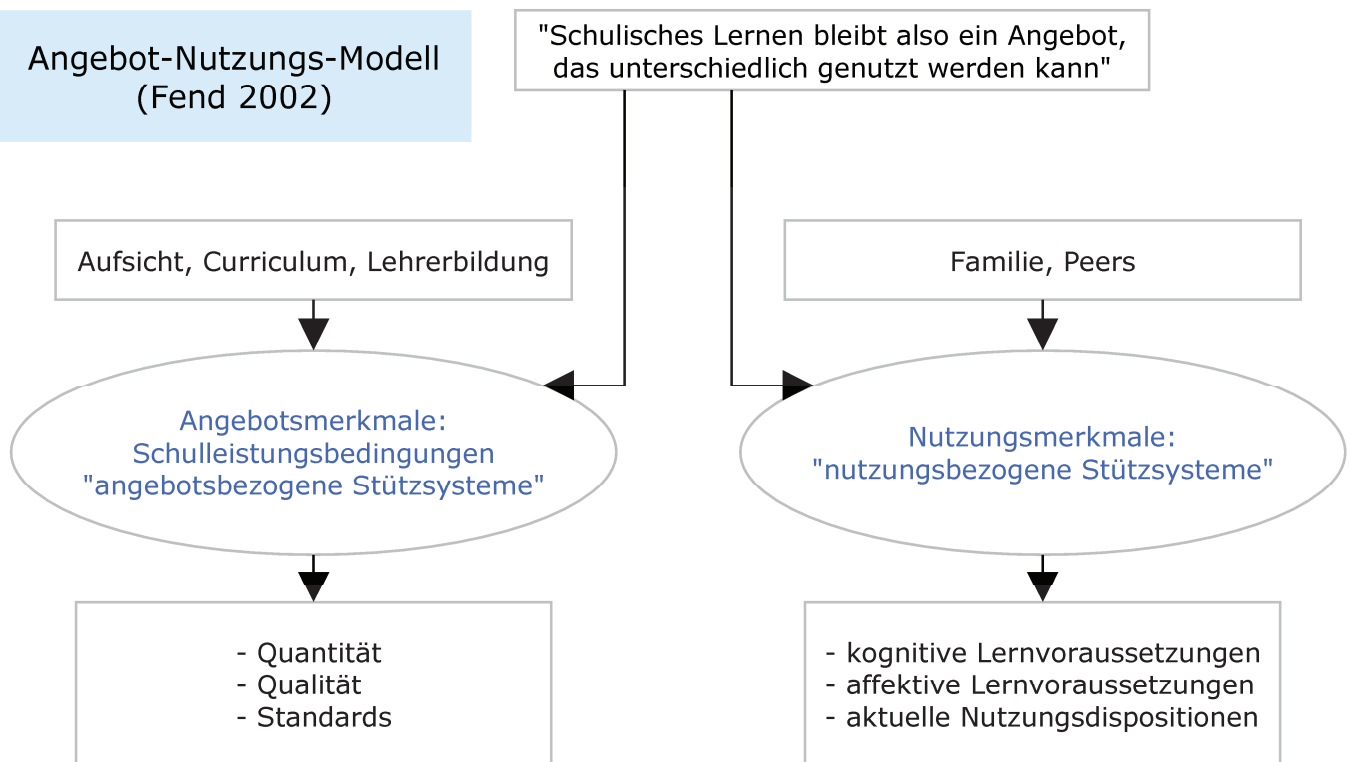 Angebot-Nutzungs-Modell
(Fend 2002)
"Schulisches Lernen bleibt also ein Angebot,
das unterschiedlich genutzt werden kann"
Aufsicht, Curriculum, Lehrerbildung
Familie, Peers
Angebotsmerkmale:
Schulleistungsbedingungen
"angebotsbezogene Stützsysteme"
Nutzungsmerkmale:
"nutzungsbezogene Stützsysteme"
- Quantität
- Qualität
- Standards
- kognitive Lernvoraussetzungen
- affektive Lernvoraussetzungen
- aktuelle Nutzungsdispositionen